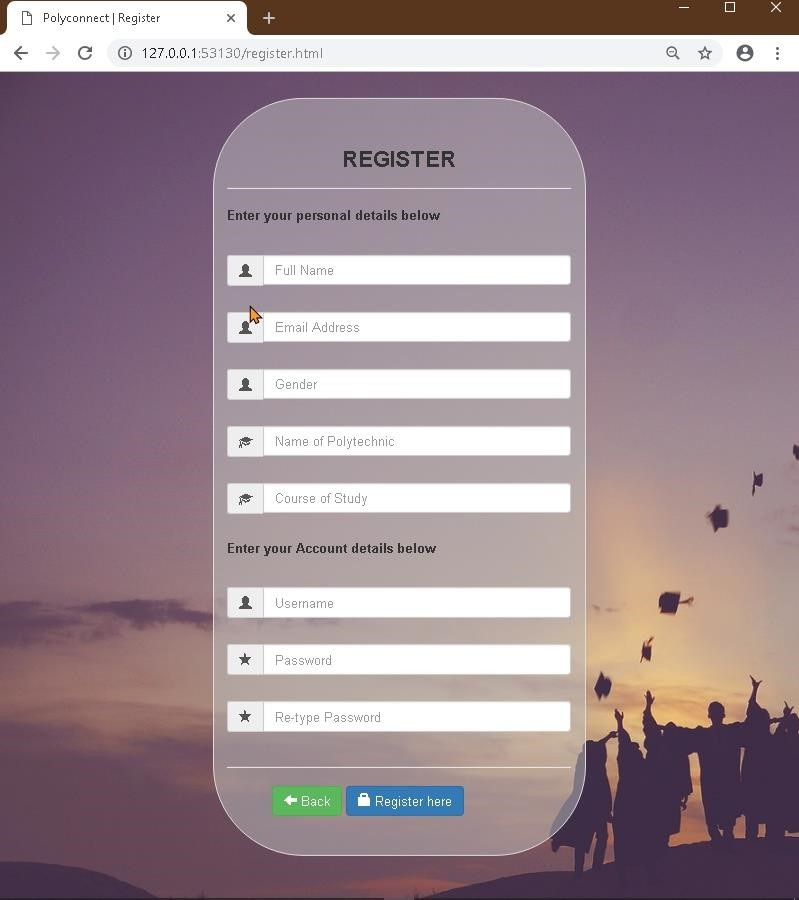 Polyconnect | Register
127.0.0.1:53130/register.html
REGISTER
Enter your personal details below
Full Name
Email Address
Gender
Name of Polytechnic
Course of Study
Enter your Account details below
Username
Password
Re-type Password
Back
Register here